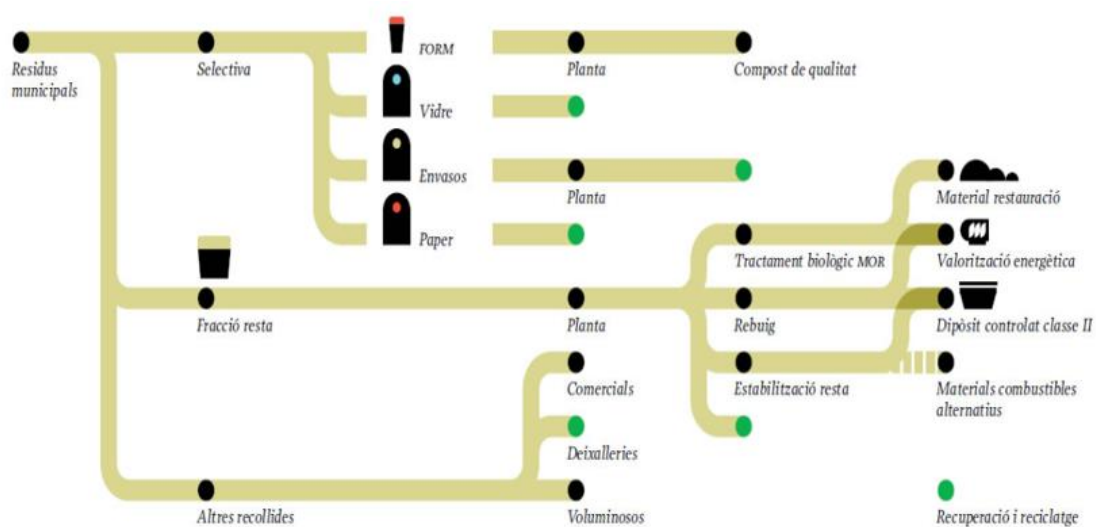 FORM
Residus
municipals
Selectiva
Planta
Compost de qualitat
Vidre
Envasos
Planta
Material restauració
Paper
Tractament biològic MOR
Valorització energètica
Fracció resta
Planta
Rebuig
Dipòsit controlat classe II
Comercials
Estabilització resta
Materials combustibles
alternatius
Deixalleries
Altres recollides
Voluminosos
Recuperació i reciclatge